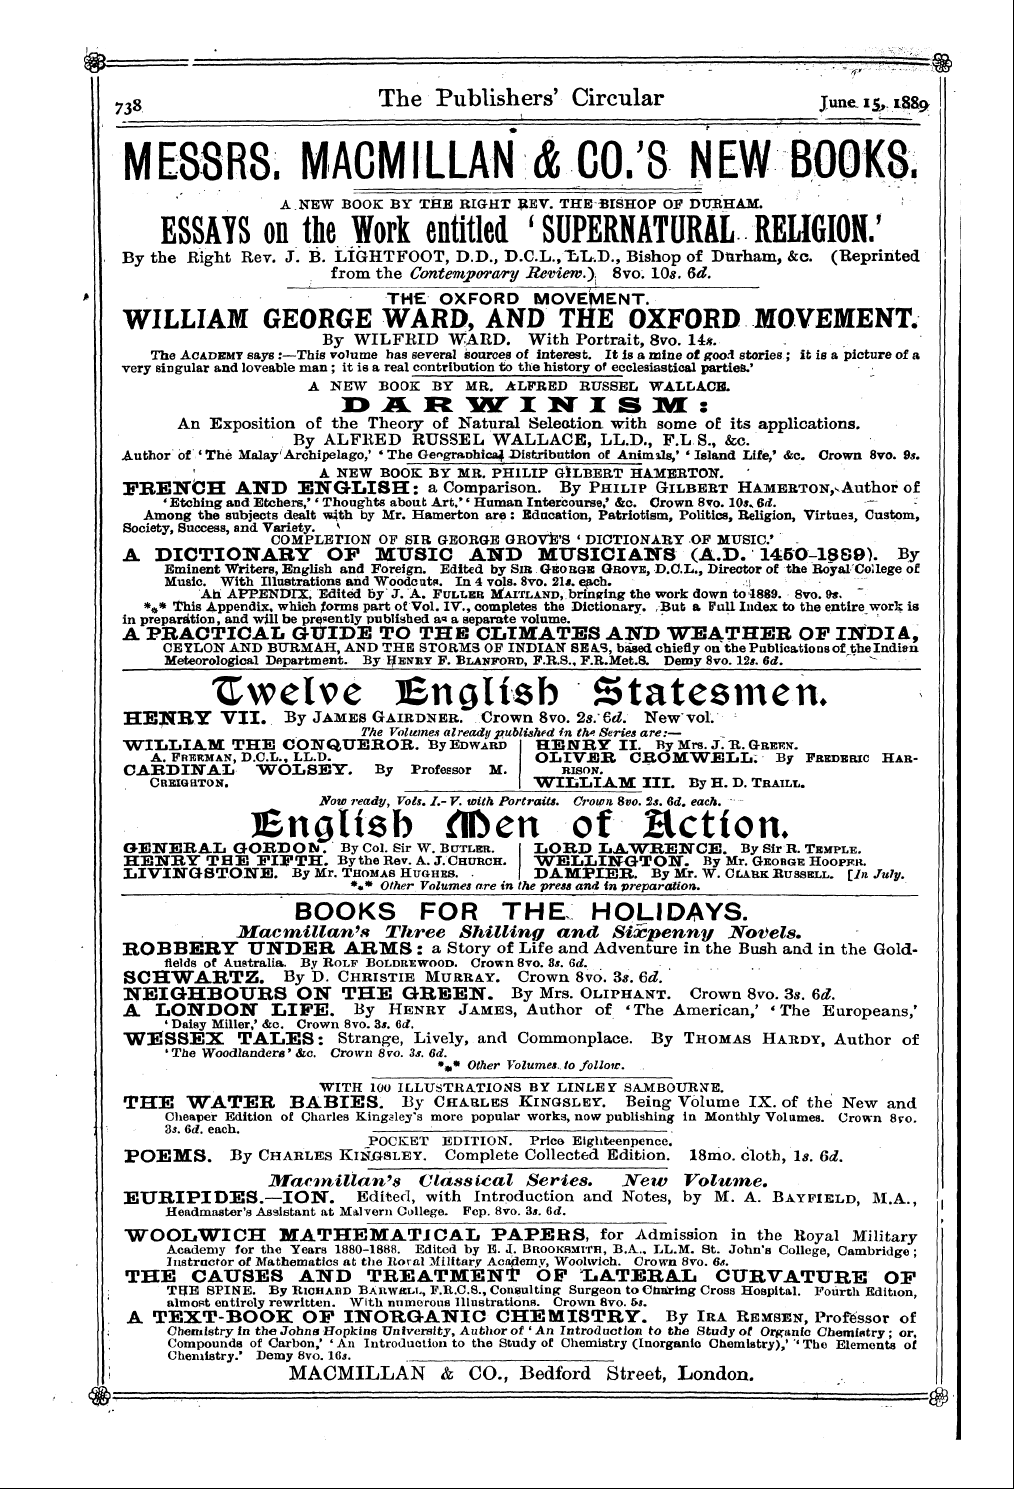 738 The Publishers' Circular June 15, 1889
MESSRS. MACMILLAN & CO.'S NEW BOOKS.
A NEW BOOK BY THE RIGHT REV. THE BISHOP OF DURHAM.
ESSAYS on the Work entitled 'SUPERNATURAL RELIGION.'
By the Right Rev. J. B. LIGHTFOOT, D.D., D.C.L., LL.D., Bishop of Durham, &c. (Reprinted
from the Contemporary Review.) 8vo. 10s. 6d.
THE OXFORD MOVEMENT.
WILLIAM GEORGE WARD, AND THE OXFORD MOVEMENT.
By WILFRID WARD. With Portrait, 8vo. 14s.
The ACADEMY says:—This volume has several sources of interest. It is a mine of good stories; it is a picture of a
very singular and loveable man; it is a real contribution to the history of ecclesiastical parties.'
A NEW BOOK BY MR. ALFRED RUSSEL WALLACE.
DARWINISM:
An Exposition of the Theory of Natural Selection with some of its applications.
By ALFRED RUSSEL WALLACE, LL.D., F.L S., &c.
Author of 'The Malay Archipelago,' 'The Geographical Distribution of Animals,' 'Island Life,' &c. Crown 8vo. 9s.
A NEW BOOK BY MR. PHILIP GILBERT HAMERTON.
FRENCH AND ENGLISH: a Comparison. By PHILIP GILBERT HAMERTON, Author of
'Etching and Etchers,' 'Thoughts about Art,' 'Human Intercourse,' &c. Crown 8vo. 10s. 6d.
Among the subjects dealt with by Mr. Hamerton are: Education, Patriotism, Politics, Religion, Virtues, Custom,
Society, Success, and Variety.
COMPLETION OF SIR GEORGE GROVE'S 'DICTIONARY OF MUSIC.'
A DICTIONARY OF MUSIC AND MUSICIANS (A.D. 1450-1889). By
Eminent Writers, English and Foreign. Edited by SIR GEORGE GROVE, D.C.L., Director of the Royal College of
Music. With Illustrations and Woodcuts. In 4 vols. 8vo. 21s. each.
An APPENDIX, Edited by J. A. FULLER MAITLAND, bringing the work down to 1889. 8vo. 9s.
*** This Appendix, which forms part of Vol. IV., completes the Dictionary. But a Full Index to the entire work is
in preparation, and will be presently published as a separate volume.
A PRACTICAL GUIDE TO THE CLIMATES AND WEATHER OF INDIA,
CEYLON AND BURMAH, AND THE STORMS OF INDIAN SEAS, based chiefly on the Publications of the Indian
Meteorological Department. By HENRY F. BLANFORD, F.R.S., F.R.Met.S. Demy 8vo. 12s. 6d.
Twelve English Statesmen.
HENRY VII. By JAMES GAIRDNER. Crown 8vo. 2s. 6d. New vol.
The Volumes already published in the Series are:—
WILLIAM THE CONQUEROR. By EDWARD
A. FREEMAN, D.C.L., LL.D.
CARDINAL WOLSEY. By Professor M.
CREIGHTON.
HENRY II. By Mrs. J. R. GREEN.
OLIVER CROMWELL. By FREDERIC HAR-
RISON.
WILLIAM III. By H. D. TRAILL.
Now ready, Vols. I.-V. with Portraits. Crown 8vo. 2s. 6d. each.
English Men of Action.
GENERAL GORDON. By Col. Sir W. BUTLER.
HENRY THE FIFTH. By the Rev. A. J. CHURCH.
LIVINGSTONE. By Mr. THOMAS HUGHES.
LORD LAWRENCE. By Sir R. TEMPLE.
WELLINGTON. By Mr. GEORGE HOOPER.
DAMPIER. By Mr. W. CLARK RUSSELL. [In July.
*** Other Volumes are in the press and in preparation.
BOOKS FOR THE HOLIDAYS.
Macmillan's Three Shilling and Sixpenny Novels.
ROBBERY UNDER ARMS: a Story of Life and Adventure in the Bush and in the Gold-
fields of Australia. By ROLF BOLDREWOOD. Crown 8vo. 3s. 6d.
SCHWARTZ. By D. CHRISTIE MURRAY. Crown 8vo. 3s. 6d.
NEIGHBOURS ON THE GREEN. By Mrs. OLIPHANT. Crown 8vo. 3s. 6d.
A LONDON LIFE. By HENRY JAMES, Author of 'The American,' 'The Europeans,'
'Daisy Miller,' &c. Crown 8vo. 3s. 6d.
WESSEX TALES: Strange, Lively, and Commonplace. By THOMAS HARDY, Author of
'The Woodlanders' &c. Crown 8vo. 3s. 6d.
*** Other Volumes to follow.
WITH 100 ILLUSTRATIONS BY LINLEY SAMBOURNE.
THE WATER BABIES. By CHARLES KINGSLEY. Being Volume IX. of the New and
Cheaper Edition of Charles Kingsley's more popular works, now publishing in Monthly Volumes. Crown 8vo.
3s. 6d. each.
POCKET EDITION. Price Eighteenpence.
POEMS. By CHARLES KINGSLEY. Complete Collected Edition. 18mo. cloth, 1s. 6d.
Macmillan's Classical Series. New Volume.
EURIPIDES.—ION. Edited, with Introduction and Notes, by M. A. BAYFIELD, M.A.,
Headmaster's Assistant at Malvern College. Fcp. 8vo. 3s. 6d.
WOOLWICH MATHEMATICAL PAPERS, for Admission in the Royal Military
Academy for the Years 1880-1888. Edited by E. J. BROOKSMITH, B.A., LL.M. St. John's College, Cambridge;
Instructor of Mathematics at the Royal Military Academy, Woolwich. Crown 8vo. 6s.
THE CAUSES AND TREATMENT OF LATERAL CURVATURE OF
THE SPINE. By RICHARD BARWELL, F.R.C.S., Consulting Surgeon to Charing Cross Hospital. Fourth Edition,
almost entirely rewritten. With numerous Illustrations. Crown 8vo. 5s.
A TEXT-BOOK OF INORGANIC CHEMISTRY. By IRA REMSEN, Professor of
Chemistry in the Johns Hopkins University, Author of 'An Introduction to the Study of Organic Chemistry; or,
Compounds of Carbon,' 'An Introduction to the Study of Chemistry (Inorganic Chemistry),' 'The Elements of
Chemistry.' Demy 8vo. 16s.
MACMILLAN & CO., Bedford Street, London.